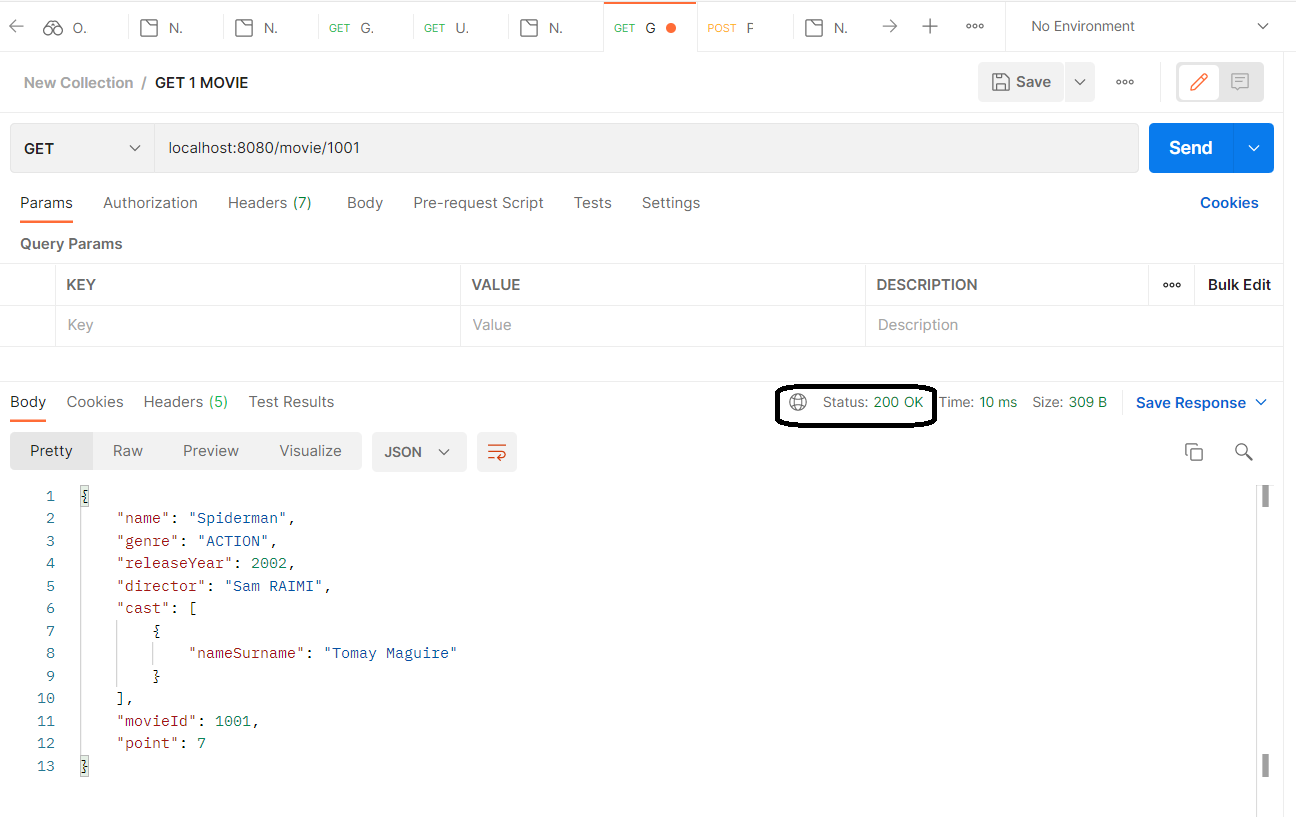 O. N. N. GET G. GET U. N. GET G POST F N. No Environment
New Collection / GET 1 MOVIE Save
GET localhost:8080/movie/1001 Send
Params Authorization Headers (7) Body Pre-request Script Tests Settings Cookies
Query Params
KEY VALUE DESCRIPTION Bulk Edit
Key Value Description
Body Cookies Headers (5) Test Results Status: 200 OK Time: 10 ms Size: 309 B Save Response
Pretty Raw Preview Visualize JSON
1 {
2 "name": "Spiderman",
3 "genre": "ACTION",
4 "releaseYear": 2002,
5 "director": "Sam RAIMI",
6 "cast": [
7 {
8 "nameSurname": "Tomay Maguire"
9 }
10 ],
11 "movieId": 1001,
12 "point": 7
13 }